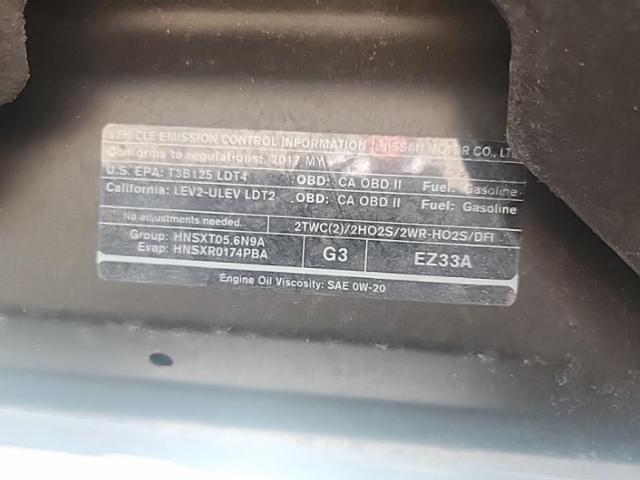 VEHICLE EMISSION CONTROL INFORMATION NISSAN MOTOR CO., LT
Conforms to regulations: 2017 MY
U.S. EPA: T3B125 LDT4 OBD: CA OBD II Fuel: Gasoline
California: LEV2-ULEV LDT2 OBD: CA OBD II Fuel: Gasoline
No adjustments needed. 2TWC(2)/2HO2S/2WR-HO2S/DFI
Group: HNSXT05.6N9A
Evap: HNSXR0174PBA G3 EZ33A
Engine Oil Viscosity: SAE 0W-20